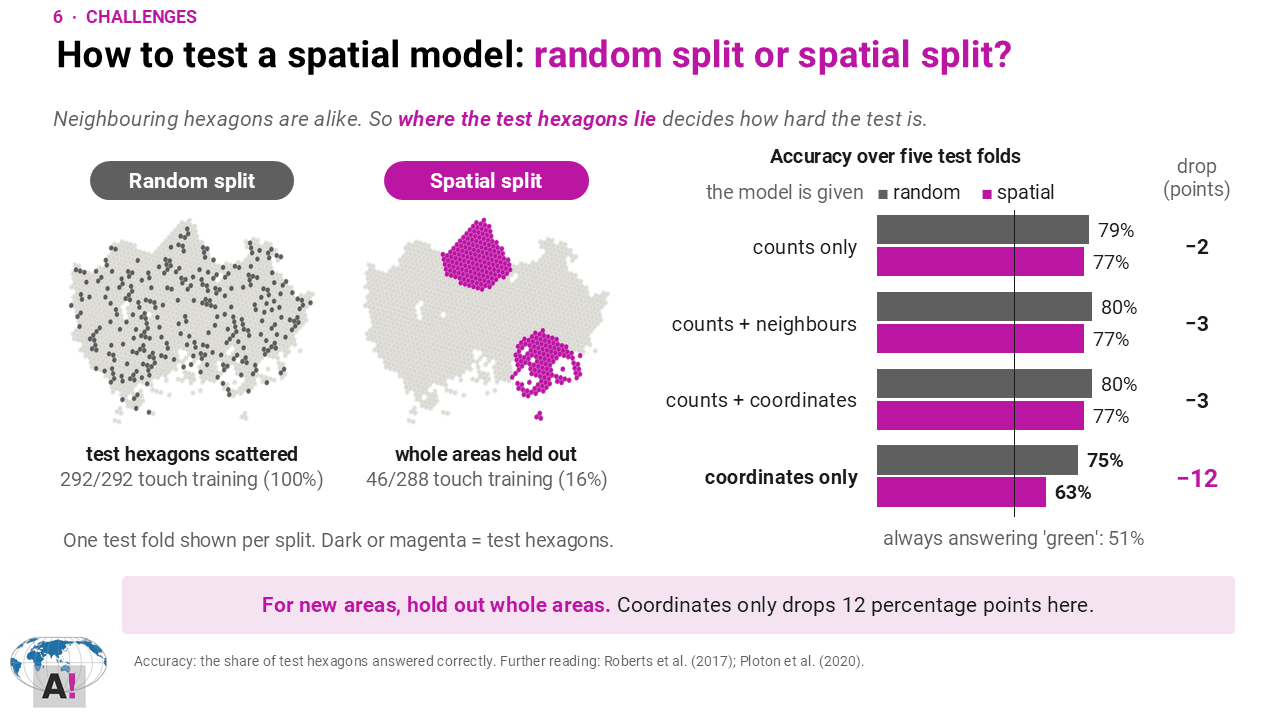 6 · CHALLENGES
How to test a spatial model: random split or spatial split?
Neighbouring hexagons are alike. So where the test hexagons lie decides how hard the test is.
Random split
Spatial split
test hexagons scattered
292/292 touch training (100%)
whole areas held out
46/288 touch training (16%)
One test fold shown per split. Dark or magenta = test hexagons.
Accuracy over five test folds
drop
(points)
the model is given ■ random ■ spatial
counts only
79%
77%
−2
counts + neighbours
80%
77%
−3
counts + coordinates
80%
77%
−3
coordinates only
75%
63%
−12
always answering 'green': 51%
For new areas, hold out whole areas. Coordinates only drops 12 percentage points here.
Accuracy: the share of test hexagons answered correctly. Further reading: Roberts et al. (2017); Ploton et al. (2020).
A!